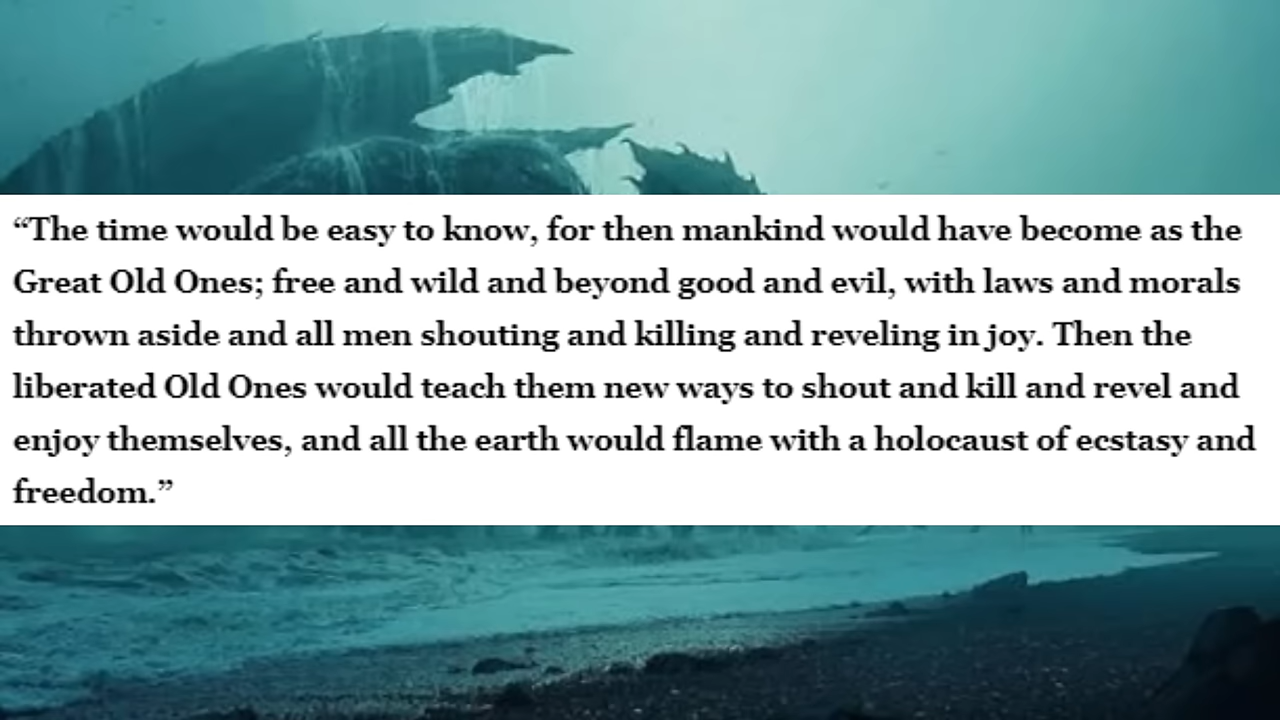 “The time would be easy to know, for then mankind would have become as the
Great Old Ones; free and wild and beyond good and evil, with laws and morals
thrown aside and all men shouting and killing and reveling in joy. Then the
liberated Old Ones would teach them new ways to shout and kill and revel and
enjoy themselves, and all the earth would flame with a holocaust of ecstasy and
freedom.”